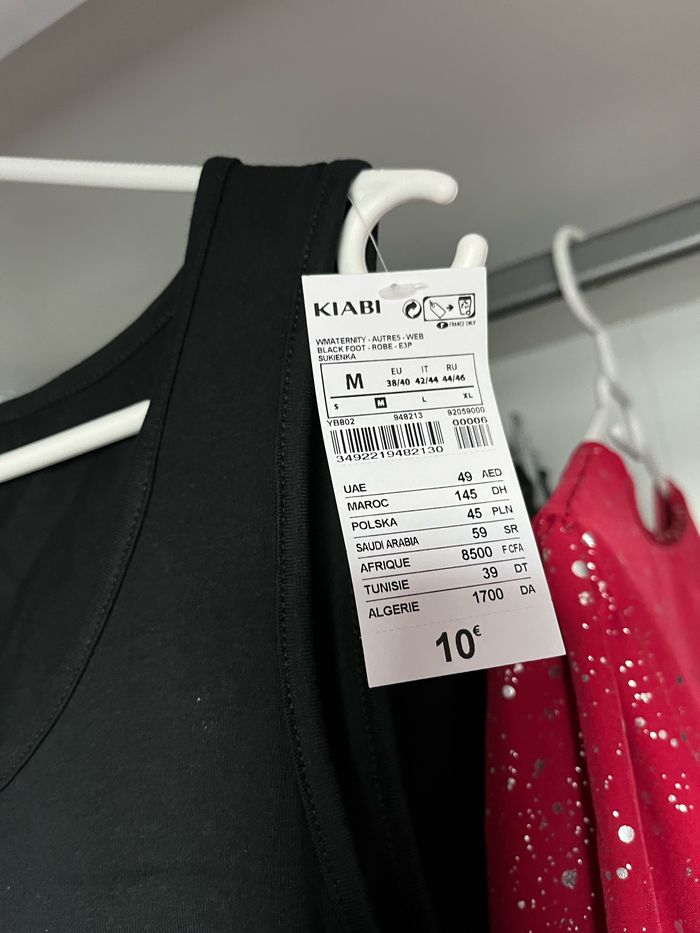 KIABI
FRANCE ONLY
WMATERNITY - AUTRES - WEB
BLACK FOOT - ROBE - E3P
SUKIENKA
M EU IT RU
38/40 42/44 44/46
S M L XL
YB802 948213 92059000
3492219482130 00006
UAE 49 AED
MAROC 145 DH
POLSKA 45 PLN
SAUDI ARABIA 59 SR
AFRIQUE 8500 F CFA
TUNISIE 39 DT
ALGERIE 1700 DA
10€